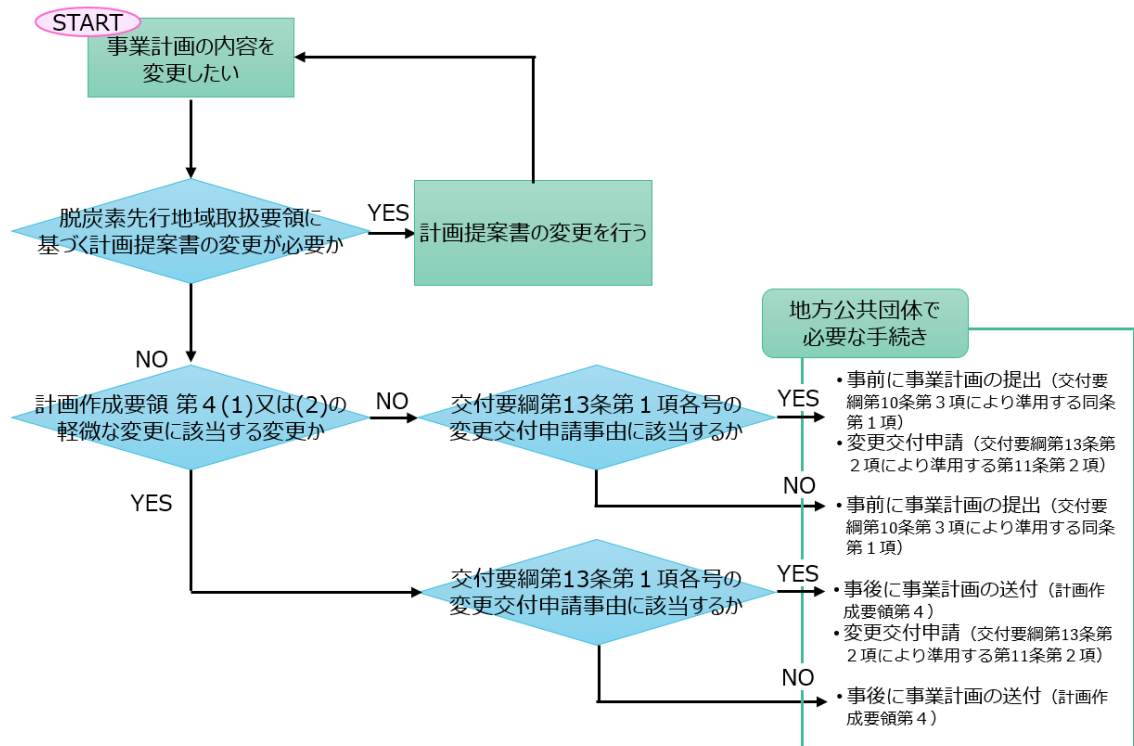 START
事業計画の内容を
変更したい
脱炭素先行地域取扱要領に
基づく計画提案書の変更が必要か
YES
計画提案書の変更を行う
NO
地方公共団体で
必要な手続き
計画作成要領 第４(1)又は(2)の
軽微な変更に該当する変更か
NO
交付要綱第13条第１項各号の
変更交付申請事由に該当するか
YES
・事前に事業計画の提出（交付要
綱第10条第３項により準用する同条
第１項）
・変更交付申請（交付要綱第13条第
２項により準用する第11条第２項）
NO
・事前に事業計画の提出（交付要
綱第10条第３項により準用する同条
第１項）
YES
交付要綱第13条第１項各号の
変更交付申請事由に該当するか
YES
・事後に事業計画の送付（計画作
成要領第４）
・変更交付申請（交付要綱第13条第
２項により準用する第11条第２項）
NO
・事後に事業計画の送付（計画作
成要領第４）